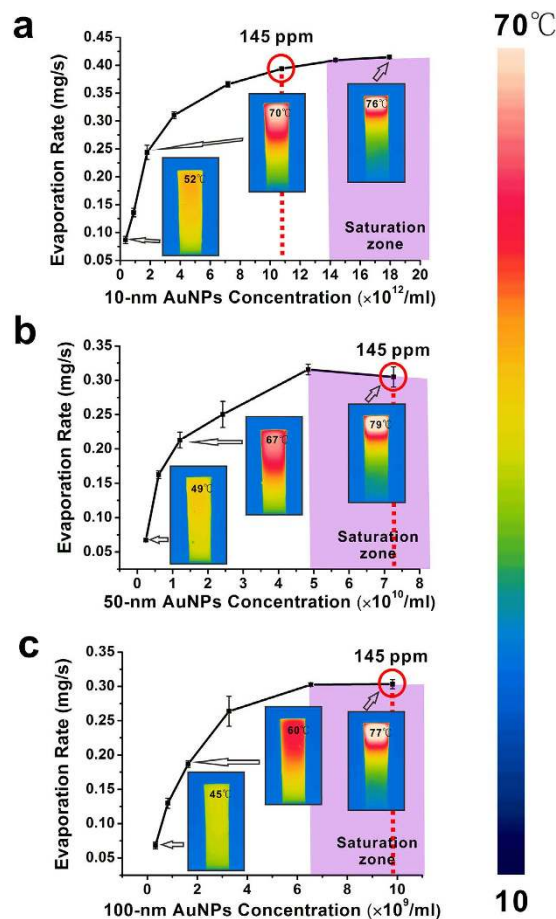 a
145 ppm
0.45
0.40
0.35
0.30
0.25
0.20
0.15
0.10
0.05
Evaporation Rate (mg/s)
52℃
70℃
76℃
Saturation
zone
0 2 4 6 8 10 12 14 16 18 20
10-nm AuNPs Concentration (×10¹²/ml)
b
145 ppm
0.30
0.25
0.20
0.15
0.10
0.05
Evaporation Rate (mg/s)
49℃
67℃
79℃
Saturation
zone
0 1 2 3 4 5 6 7 8
50-nm AuNPs Concentration (×10¹⁰/ml)
c
145 ppm
0.35
0.30
0.25
0.20
0.15
0.10
0.05
Evaporation Rate (mg/s)
45℃
60℃
77℃
Saturation
zone
0 2 4 6 8 10
100-nm AuNPs Concentration (×10⁹/ml)
70℃
10